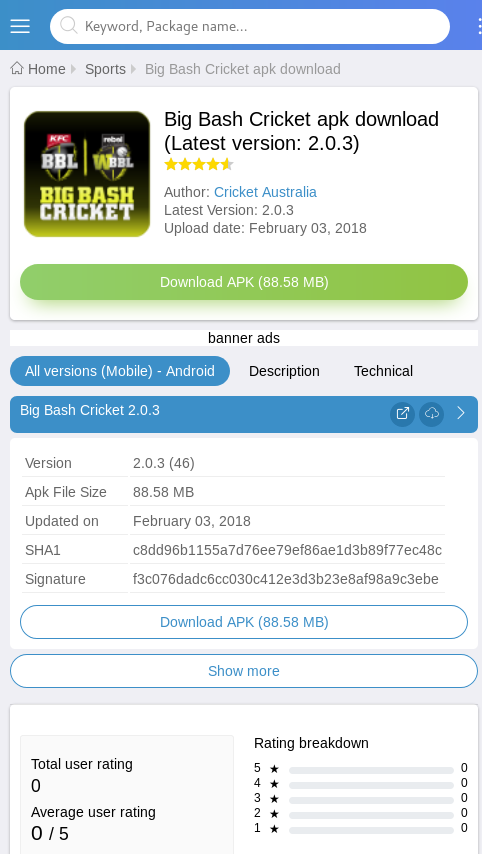 Keyword, Package name...
Home Sports Big Bash Cricket apk download
Big Bash Cricket apk download
(Latest version: 2.0.3)
KFC
rebel
BBL
WBBL
BIG BASH
CRICKET
Author: Cricket Australia
Latest Version: 2.0.3
Upload date: February 03, 2018
Download APK (88.58 MB)
banner ads
All versions (Mobile) - Android Description Technical
Big Bash Cricket 2.0.3
Version 2.0.3 (46)
Apk File Size 88.58 MB
Updated on February 03, 2018
SHA1 c8dd96b1155a7d76ee79ef86ae1d3b89f77ec48c
Signature f3c076dadc6cc030c412e3d3b23e8af98a9c3ebe
Download APK (88.58 MB)
Show more
Total user rating
0
Average user rating
0 / 5
Rating breakdown
5 ★ 0
4 ★ 0
3 ★ 0
2 ★ 0
1 ★ 0